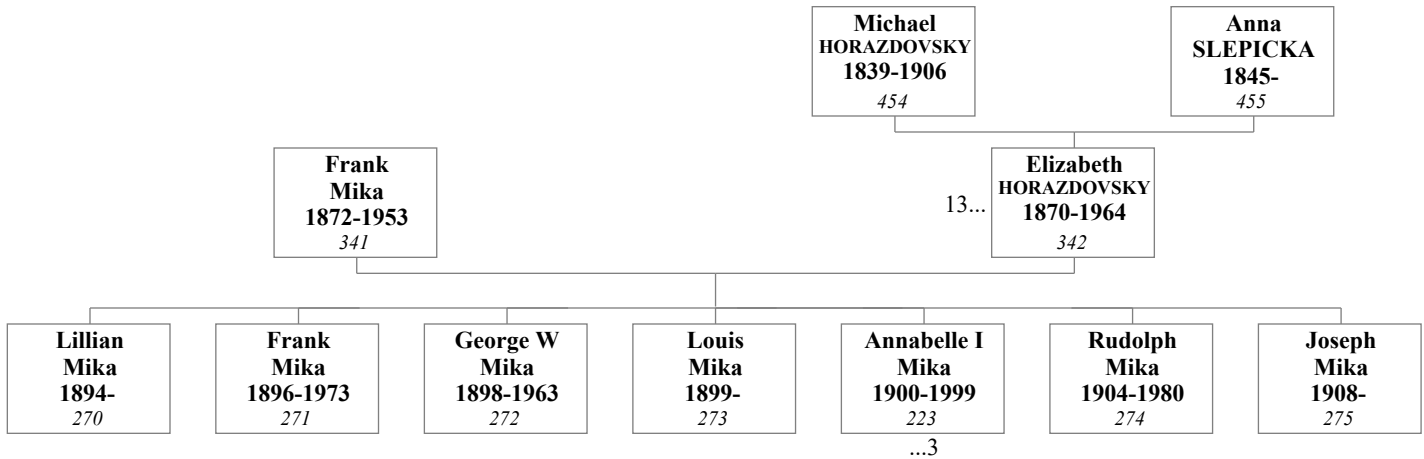 Michael
HORAZDOVSKY
1839-1906
454
Anna
SLEPICKA
1845-
455
Frank
Mika
1872-1953
341
13...
Elizabeth
HORAZDOVSKY
1870-1964
342
Lillian
Mika
1894-
270
Frank
Mika
1896-1973
271
George W
Mika
1898-1963
272
Louis
Mika
1899-
273
Annabelle I
Mika
1900-1999
223
...3
Rudolph
Mika
1904-1980
274
Joseph
Mika
1908-
275